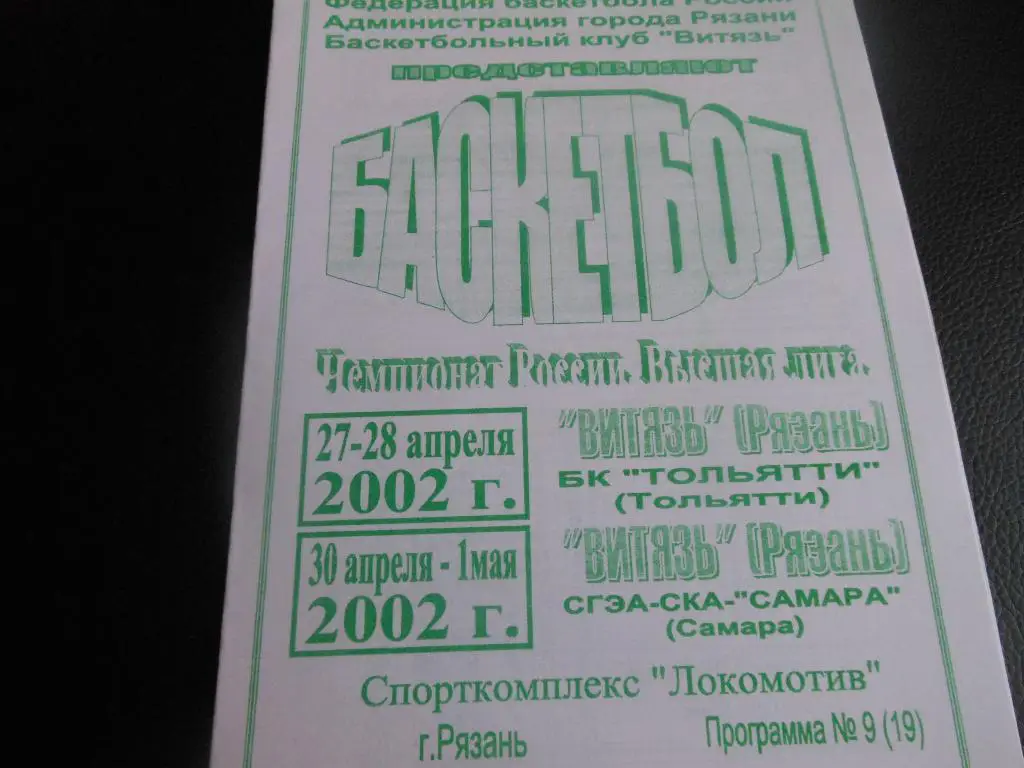 Федерация баскетбола России
Администрация города Рязани
Баскетбольный клуб "Витязь"
представляют
БАСКЕТБОЛ
Чемпионат России. Высшая лига.
27-28 апреля
2002 г.
"ВИТЯЗЬ" (Рязань)
БК "ТОЛЬЯТТИ"
(Тольятти)
30 апреля - 1мая
2002 г.
"ВИТЯЗЬ" (Рязань)
СГЭА-СКА-"САМАРА"
(Самара)
Спорткомплекс "Локомотив"
г.Рязань
Программа № 9 (19)